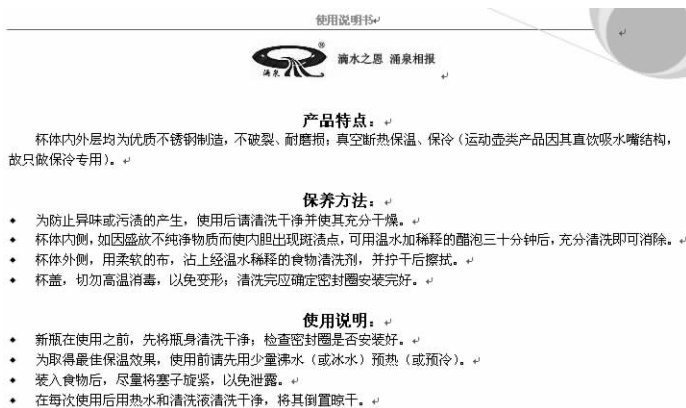 使用说明书
®
涌泉
滴水之恩 涌泉相报
产品特点：
杯体内外层均为优质不锈钢制造，不破裂、耐磨损；真空断热保温、保冷（运动壶类产品因其直饮吸水嘴结构，
故只做保冷专用）。
保养方法：
◆ 为防止异味或污渍的产生，使用后请清洗干净并使其充分干燥。
◆ 杯体内侧，如因盛放不纯净物质而使内胆出现斑渍点，可用温水加稀释的醋泡三十分钟后，充分清洗即可消除。
◆ 杯体外侧，用柔软的布，沾上经温水稀释的食物清洗剂，并拧干后擦拭。
◆ 杯盖，切勿高温消毒，以免变形；清洗完应确定密封圈安装完好。
使用说明：
◆ 新瓶在使用之前，先将瓶身清洗干净；检查密封圈是否安装好。
◆ 为取得最佳保温效果，使用前请先用少量沸水（或冰水）预热（或预冷）。
◆ 装入食物后，尽量将塞子旋紧，以免泄露。
◆ 在每次使用后用热水和清洗液清洗干净，将其倒置晾干。